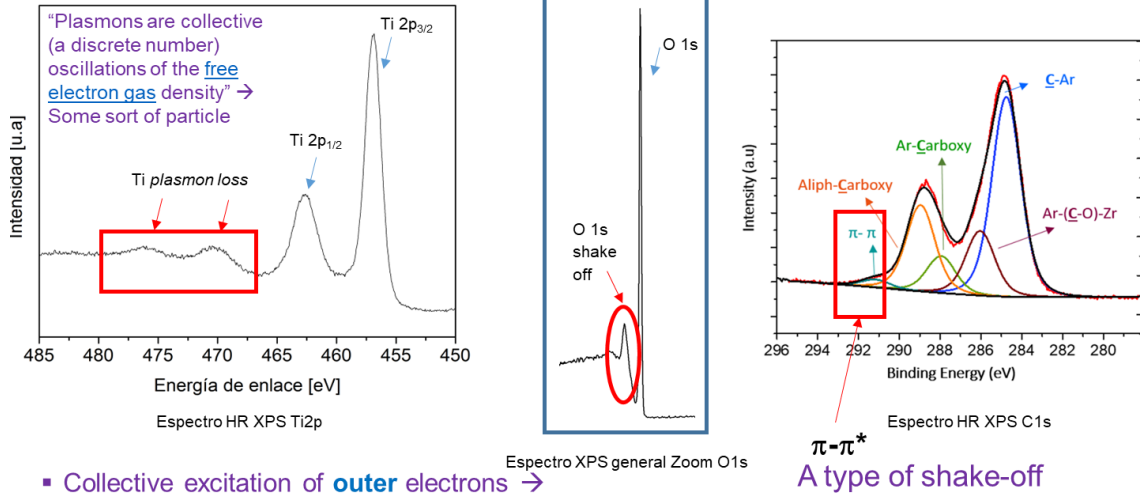 “Plasmons are collective
(a discrete number)
oscillations of the free
electron gas density” →
Some sort of particle
Ti 2p3/2
Ti 2p1/2
Ti plasmon loss
Intensidad [u.a]
485 480 475 470 465 460 455 450
Energía de enlace [eV]
Espectro HR XPS Ti2p
O 1s
O 1s
shake
off
Espectro XPS general Zoom O1s
C-Ar
Ar-Carboxy
Aliph-Carboxy
Ar-(C-O)-Zr
π- π
Intensity (a.u)
296 294 292 290 288 286 284 282 280
Binding Energy (eV)
Espectro HR XPS C1s
π-π*
▪ Collective excitation of outer electrons →
A type of shake-off